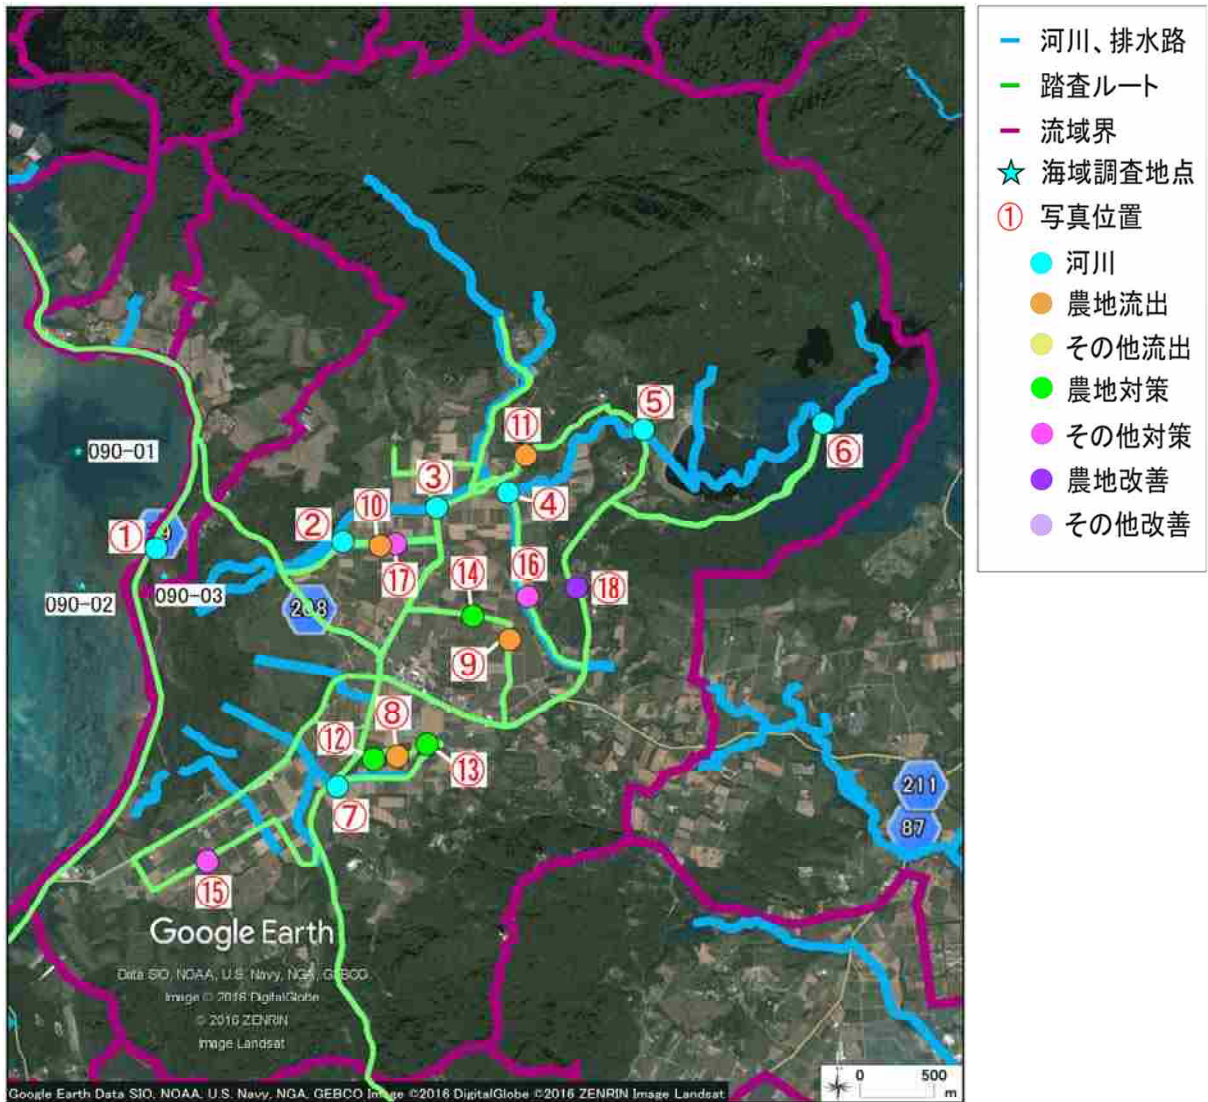 河川、排水路
踏査ルート
流域界
海域調査地点
① 写真位置
河川
農地流出
その他流出
農地対策
その他対策
農地改善
その他改善
⑤
⑪
⑥
090-01
③
④
⑩
②
①
⑰
⑭
⑯
⑱
090-02
090-03
208
⑨
⑧
⑫
⑬
211
⑦
87
⑮
Google Earth
Data SIO, NOAA, U.S. Navy, NGA, GEBCO
Image © 2016 DigitalGlobe
© 2016 ZENRIN
Image Landsat
0 500
m
Google Earth Data SIO, NOAA, U.S. Navy, NGA, GEBCO Image ©2016 DigitalGlobe ©2016 ZENRIN Image Landsat